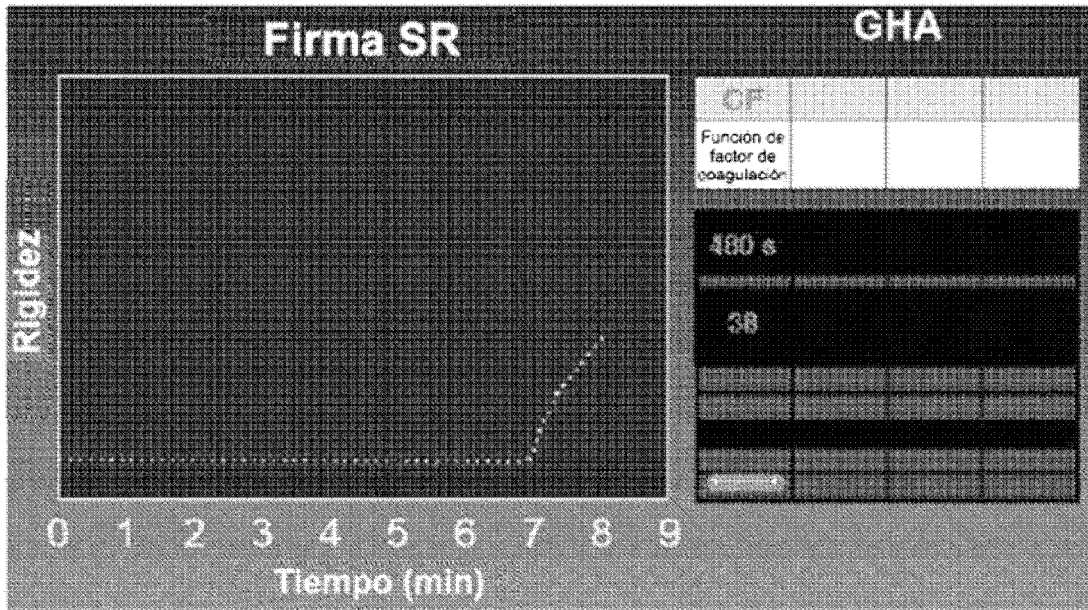 Firma SR
GHA
CF
Función de
factor de
coagulación
480 s
38
Rigidez
0 1 2 3 4 5 6 7 8 9
Tiempo (min)